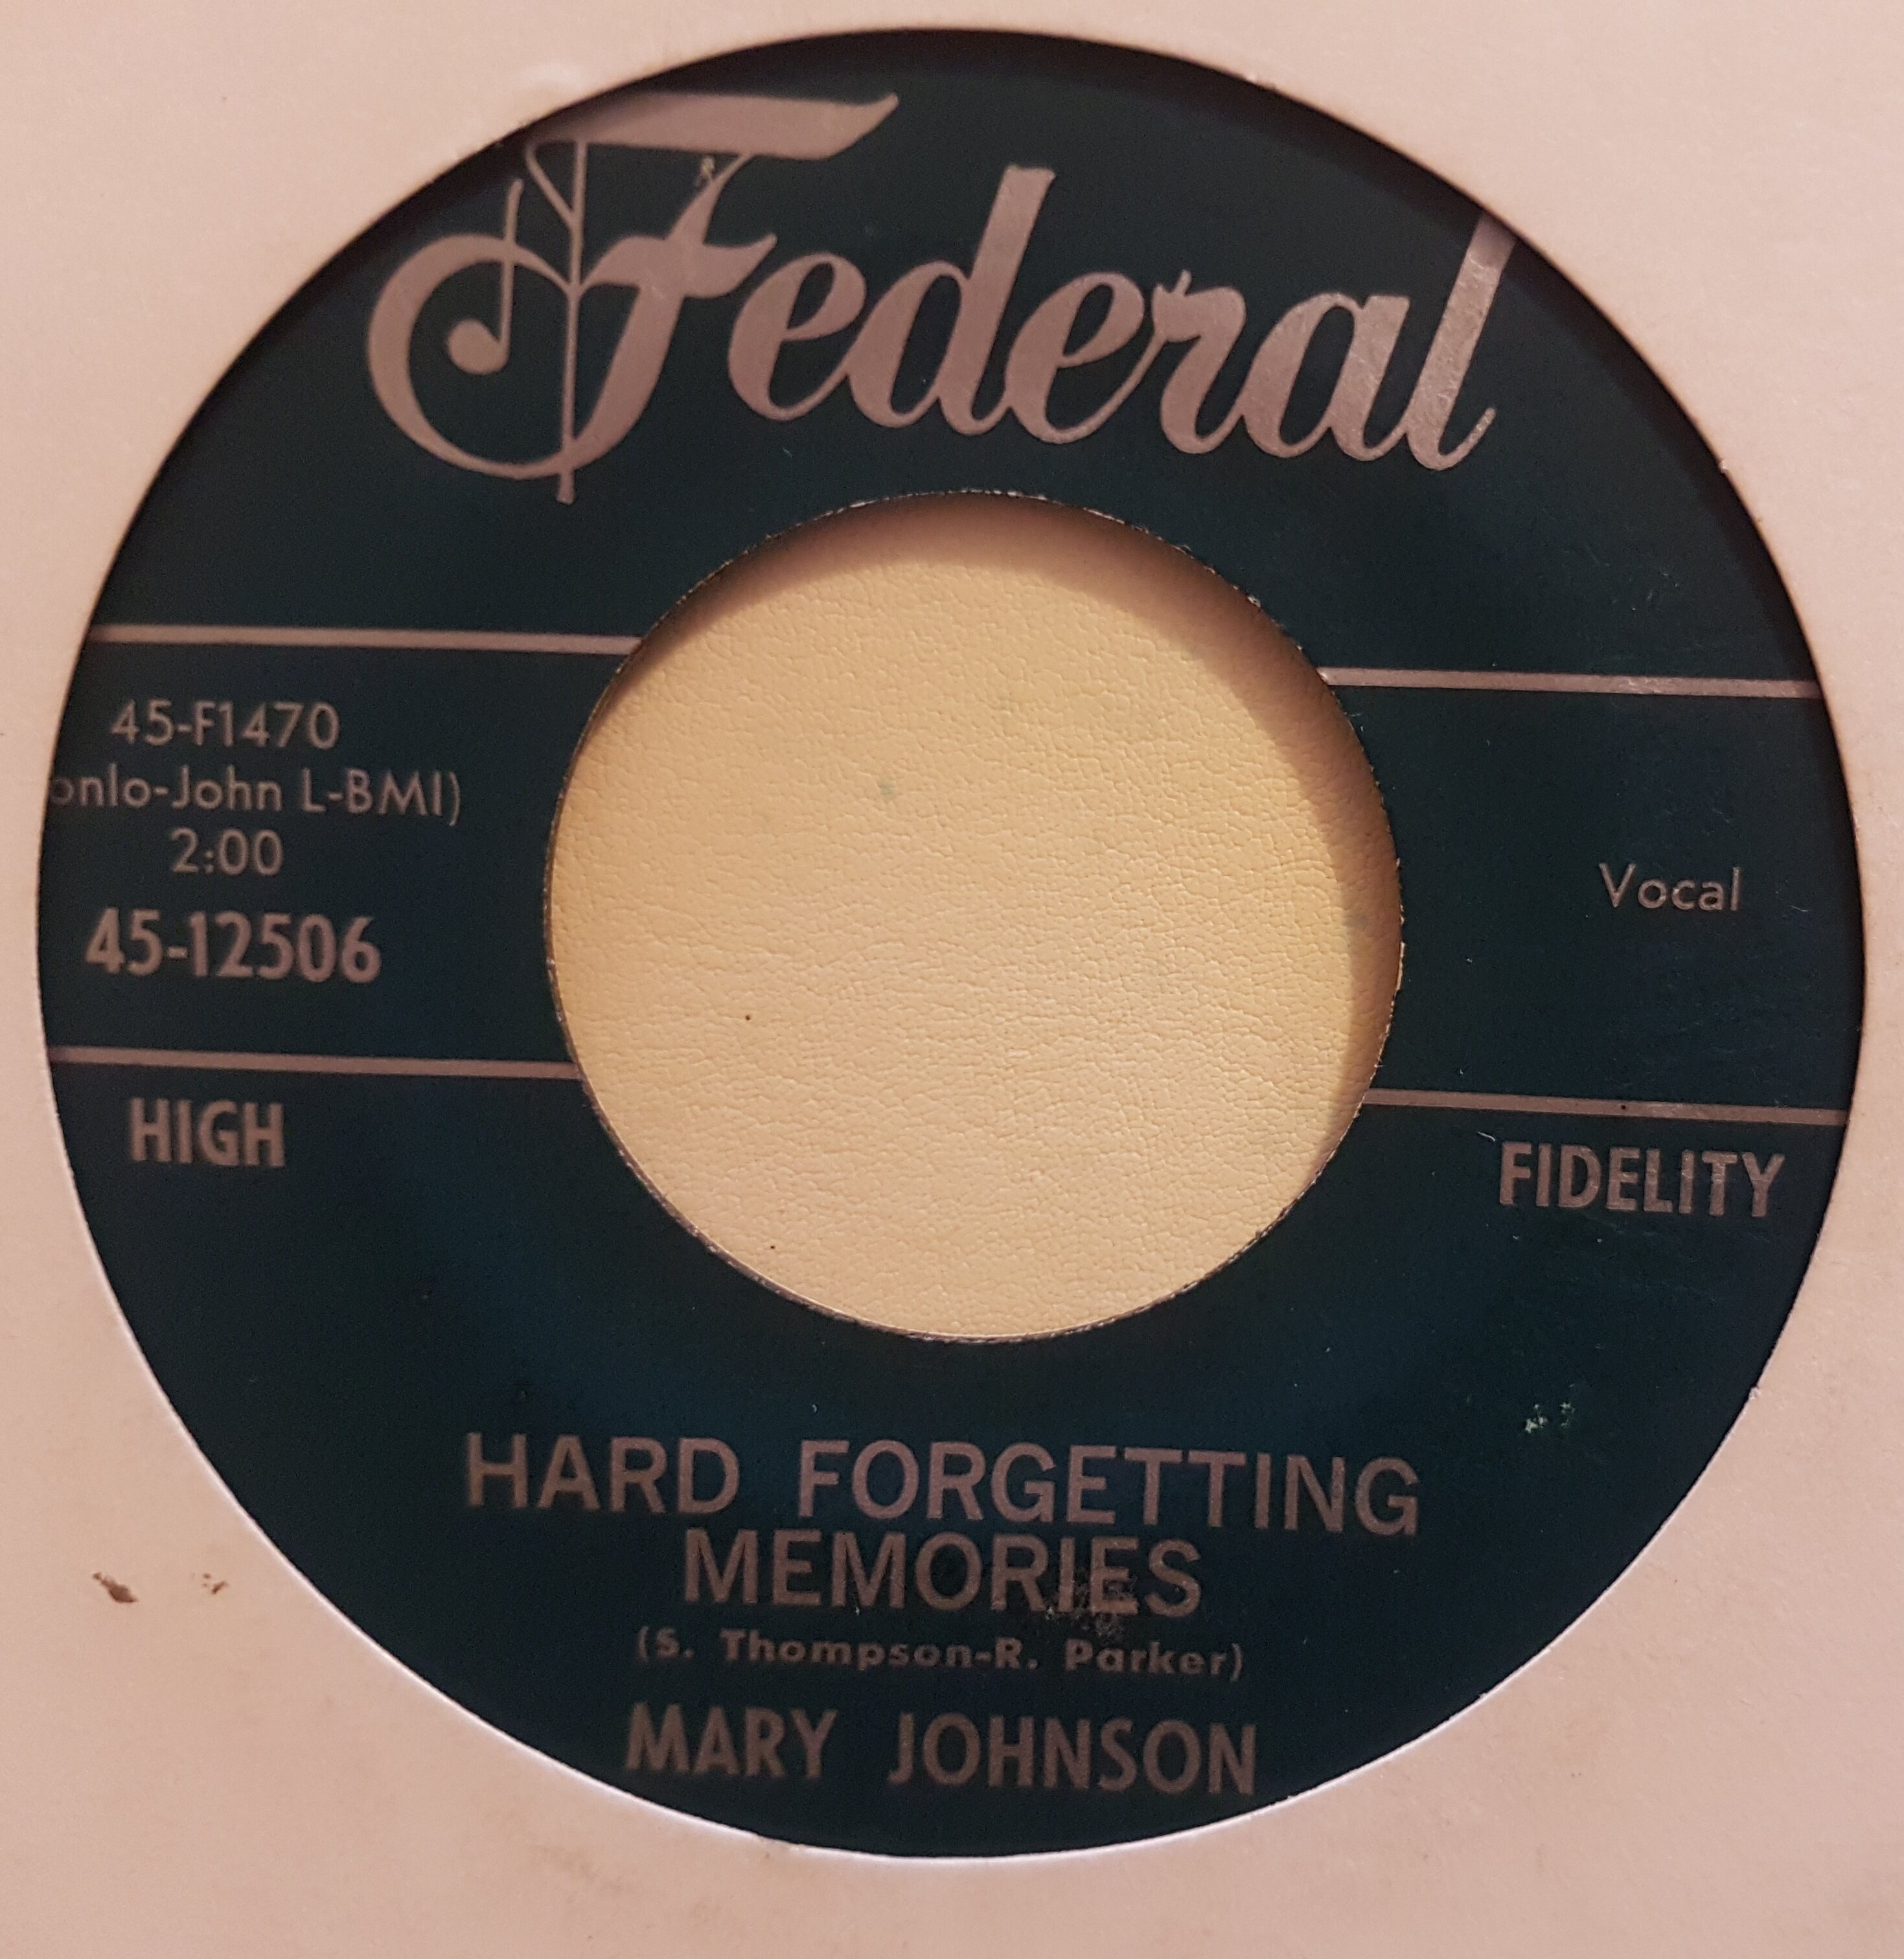 Federal
45-F1470
onlo-John L-BMI)
2:00
45-12506
Vocal
HIGH
FIDELITY
HARD FORGETTING
MEMORIES
(S. Thompson-R. Parker)
MARY JOHNSON